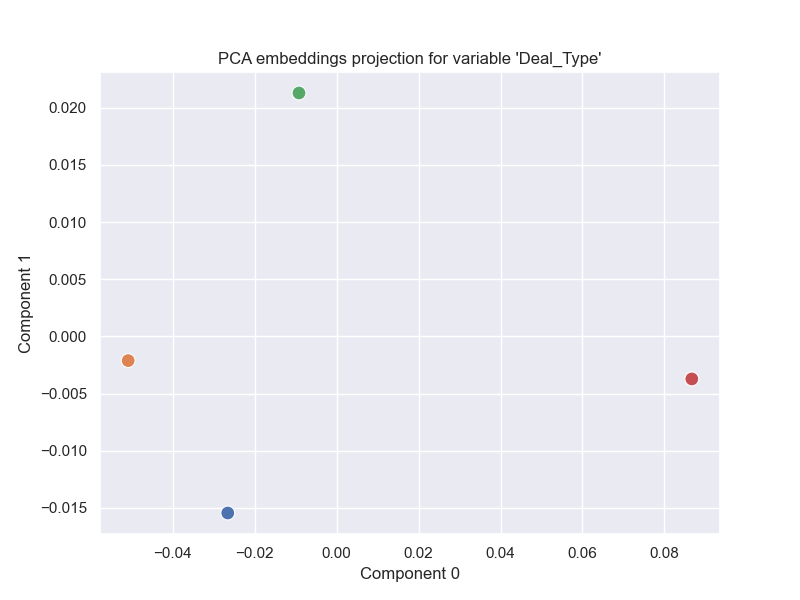 PCA embeddings projection for variable 'Deal_Type'
0.020
0.015
0.010
0.005
0.000
−0.005
−0.010
−0.015
Component 1
−0.04 −0.02 0.00 0.02 0.04 0.06 0.08
Component 0